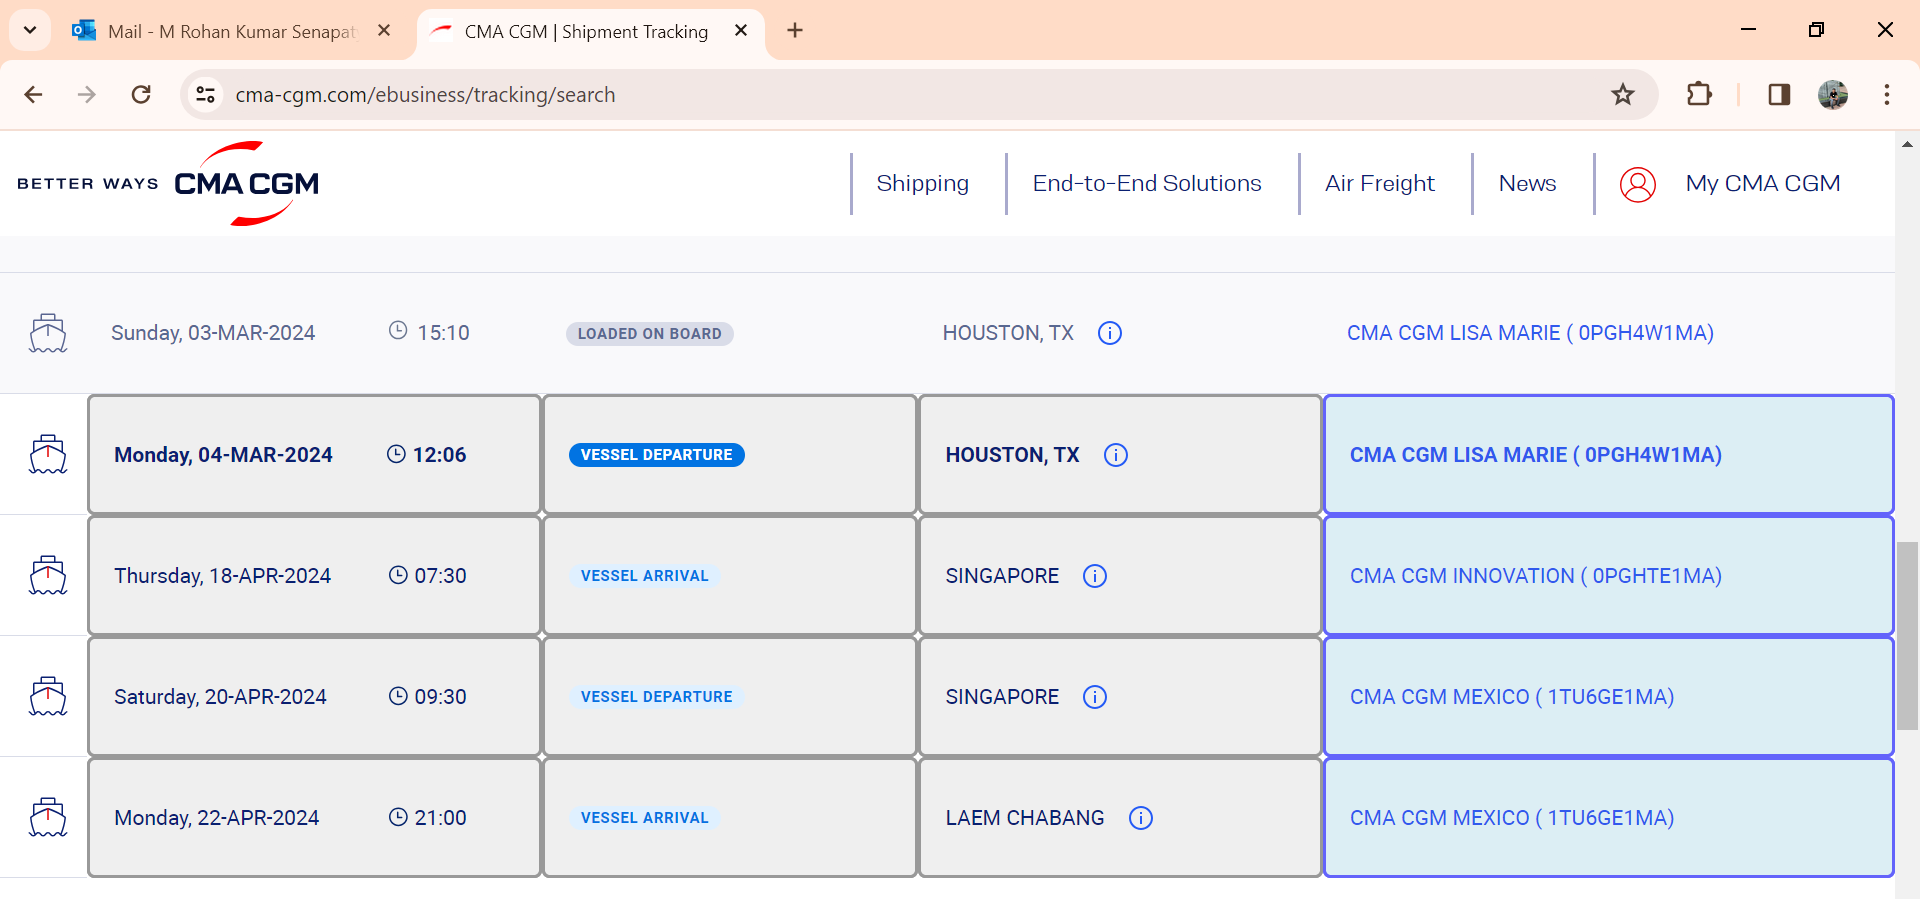 Mail - M Rohan Kumar Senapat
CMA CGM | Shipment Tracking
cma-cgm.com/ebusiness/tracking/search
BETTER WAYS CMA CGM
Shipping
End-to-End Solutions
Air Freight
News
My CMA CGM
Sunday, 03-MAR-2024 15:10 LOADED ON BOARD HOUSTON, TX CMA CGM LISA MARIE ( 0PGH4W1MA)
Monday, 04-MAR-2024 12:06 VESSEL DEPARTURE HOUSTON, TX CMA CGM LISA MARIE ( 0PGH4W1MA)
Thursday, 18-APR-2024 07:30 VESSEL ARRIVAL SINGAPORE CMA CGM INNOVATION ( 0PGHTE1MA)
Saturday, 20-APR-2024 09:30 VESSEL DEPARTURE SINGAPORE CMA CGM MEXICO ( 1TU6GE1MA)
Monday, 22-APR-2024 21:00 VESSEL ARRIVAL LAEM CHABANG CMA CGM MEXICO ( 1TU6GE1MA)